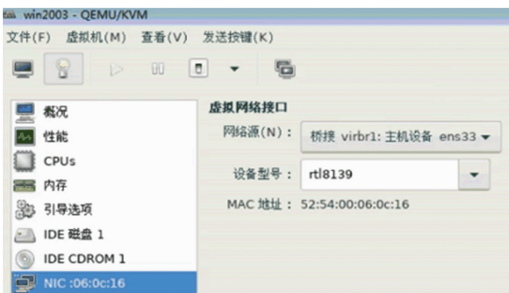 win2003 - QEMU/KVM
文件(F) 虚拟机(M) 查看(V) 发送按键(K)
概况
性能
CPUs
内存
引导选项
IDE 磁盘 1
IDE CDROM 1
NIC :06:0c:16
虚拟网络接口
网络源(N)： 桥接 virbr1: 主机设备 ens33
设备型号： rtl8139
MAC 地址： 52:54:00:06:0c:16